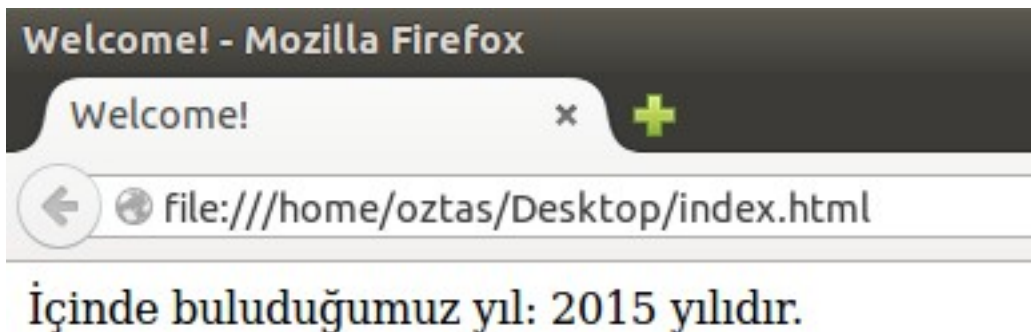 Welcome! - Mozilla Firefox
Welcome!
file:///home/oztas/Desktop/index.html
İçinde buluduğumuz yıl: 2015 yılıdır.